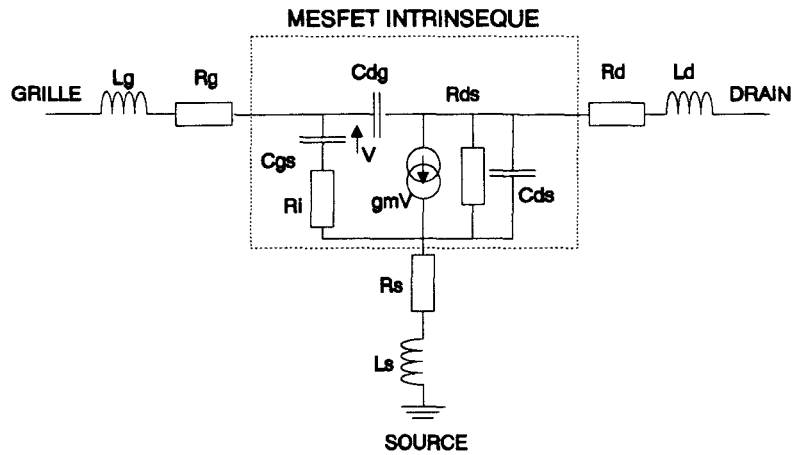 MESFET INTRINSEQUE
GRILLE
Lg
Rg
Cdg
Rds
Rd
Ld
DRAIN
Cgs
V
Ri
gmV
Cds
Rs
Ls
SOURCE